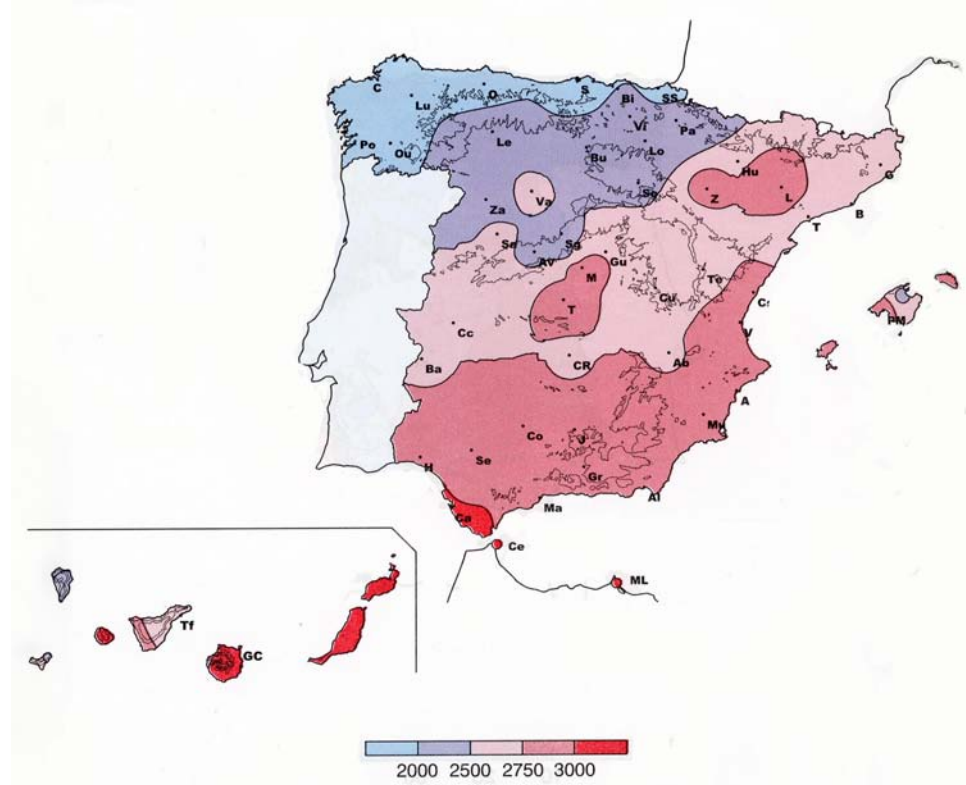 C
Lu
O
S
Bi
SS
Po
Ou
Le
Vi
Pa
Bu
Lo
Hu
G
Za
Va
So
Z
L
B
Sa
Sg
T
AV
Gu
M
Te
Cu
T
Cc
V
PM
Ba
CR
Ab
A
Co
J
Mu
H
Se
Gr
Al
Ma
Ca
Ce
ML
Tf
GC
2000 2500 2750 3000